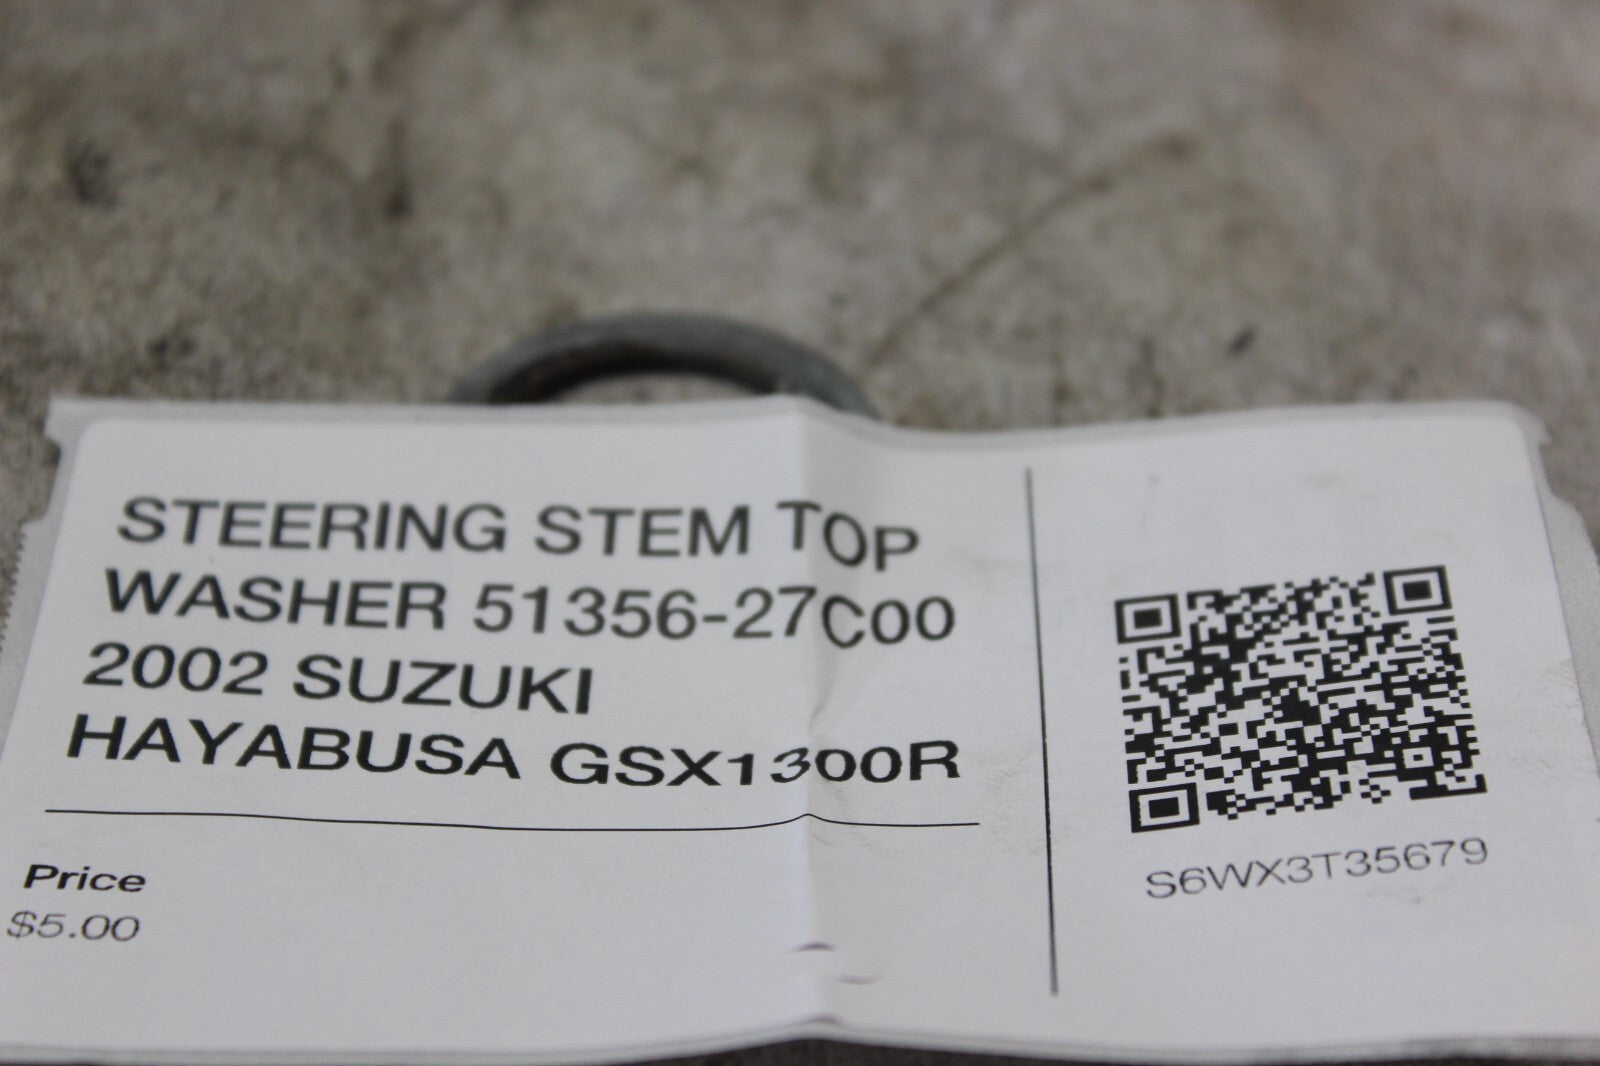 STEERING STEM TOP
WASHER 51356-27C00
2002 SUZUKI
HAYABUSA GSX1300R
Price
$5.00
S6WX3T35679